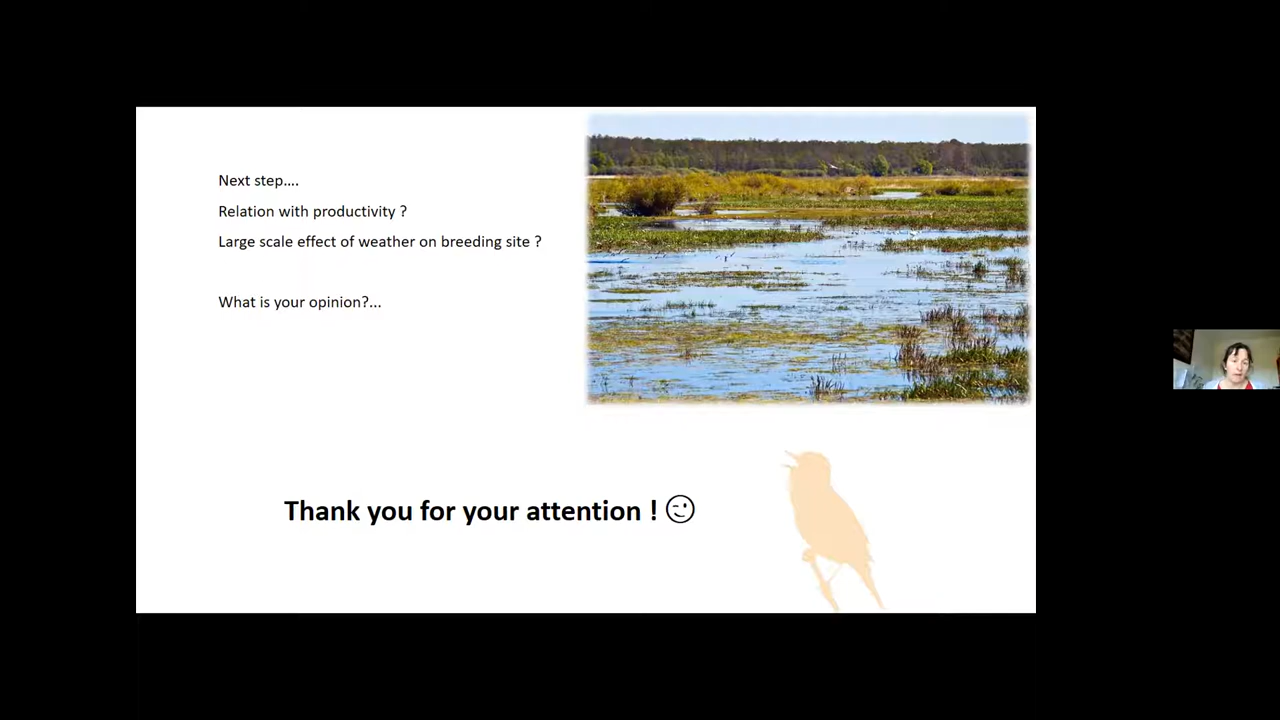 Next step....
Relation with productivity ?
Large scale effect of weather on breeding site ?
What is your opinion?...
Thank you for your attention ! 😉